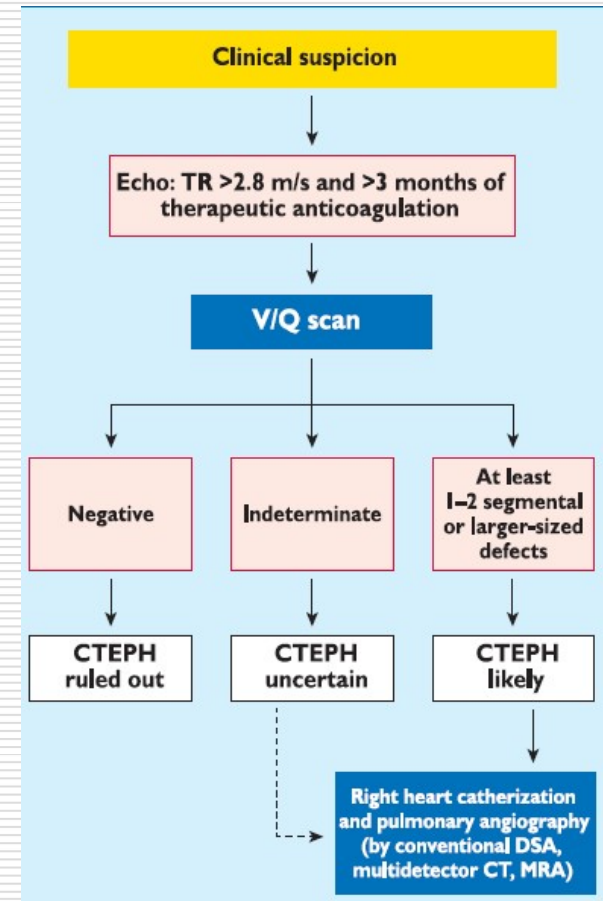 Clinical suspicion
Echo: TR >2.8 m/s and >3 months of
therapeutic anticoagulation
V/Q scan
Negative
Indeterminate
At least
1–2 segmental
or larger-sized
defects
CTEPH
ruled out
CTEPH
uncertain
CTEPH
likely
Right heart catherization
and pulmonary angiography
(by conventional DSA,
multidetector CT, MRA)